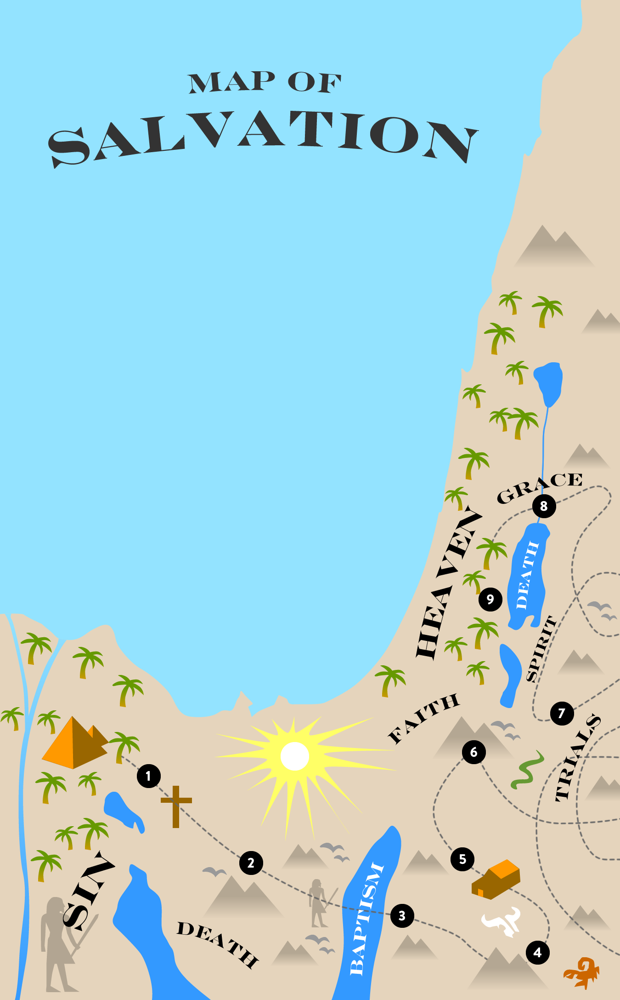 MAP OF
SALVATION
GRACE
8
HEAVEN
DEATH
9
SPIRIT
FAITH
7
TRIALS
6
1
SIN
2
5
BAPTISM
3
DEATH
4